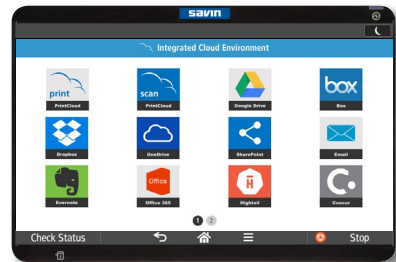 savin
Integrated Cloud Environment
print
PrintCloud
scan
PrintCloud
Google Drive
box
Box
Dropbox
OneDrive
SharePoint
Email
Evernote
Office
Office 365
H
Hightail
C.
Concur
1 2
Check Status
Stop